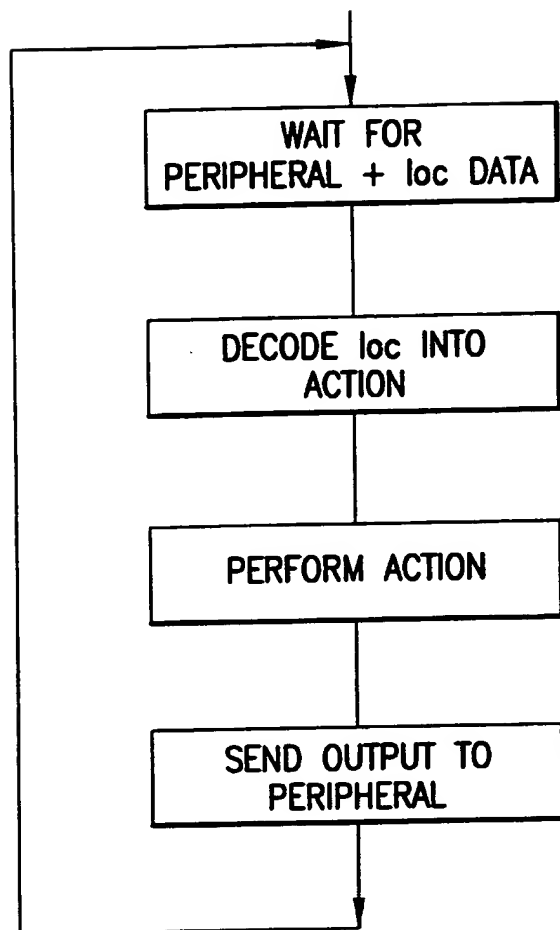 WAIT FOR
PERIPHERAL + loc DATA
DECODE loc INTO
ACTION
PERFORM ACTION
SEND OUTPUT TO
PERIPHERAL